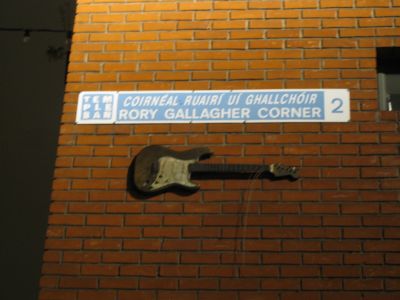 TEM
PLE
BAR
COIRNÉAL RUAIRÍ UÍ GHALLCHÓIR
RORY GALLAGHER CORNER
2